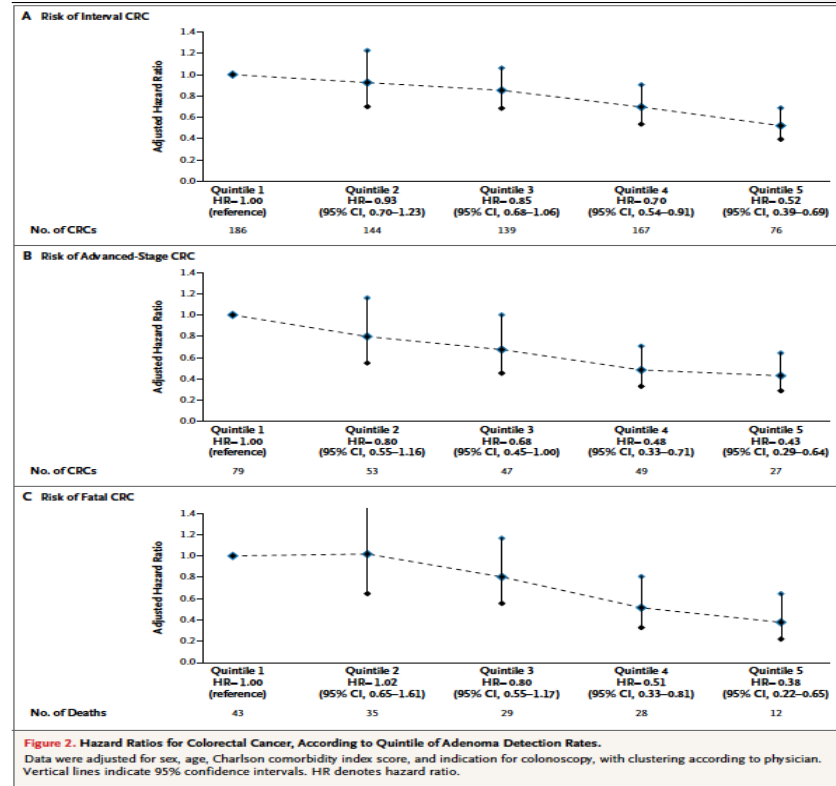 A Risk of Interval CRC
1.4
1.2
1.0
0.8
0.6
0.4
0.2
0.0
Adjusted Hazard Ratio
Quintile 1 Quintile 2 Quintile 3 Quintile 4 Quintile 5
HR=1.00 HR=0.93 HR=0.85 HR=0.70 HR=0.52
(reference) (95% CI, 0.70–1.23) (95% CI, 0.68–1.06) (95% CI, 0.54–0.91) (95% CI, 0.39–0.69)
No. of CRCs 186 144 139 167 76
B Risk of Advanced-Stage CRC
1.4
1.2
1.0
0.8
0.6
0.4
0.2
0.0
Adjusted Hazard Ratio
Quintile 1 Quintile 2 Quintile 3 Quintile 4 Quintile 5
HR=1.00 HR=0.80 HR=0.68 HR=0.48 HR=0.43
(reference) (95% CI, 0.55–1.16) (95% CI, 0.45–1.00) (95% CI, 0.33–0.71) (95% CI, 0.29–0.64)
No. of CRCs 79 53 47 49 27
C Risk of Fatal CRC
1.4
1.2
1.0
0.8
0.6
0.4
0.2
0.0
Adjusted Hazard Ratio
Quintile 1 Quintile 2 Quintile 3 Quintile 4 Quintile 5
HR=1.00 HR=1.02 HR=0.80 HR=0.51 HR=0.38
(reference) (95% CI, 0.65–1.61) (95% CI, 0.55–1.17) (95% CI, 0.33–0.81) (95% CI, 0.22–0.65)
No. of Deaths 43 35 29 28 12
Figure 2. Hazard Ratios for Colorectal Cancer, According to Quintile of Adenoma Detection Rates.
Data were adjusted for sex, age, Charlson comorbidity index score, and indication for colonoscopy, with clustering according to physician.
Vertical lines indicate 95% confidence intervals. HR denotes hazard ratio.